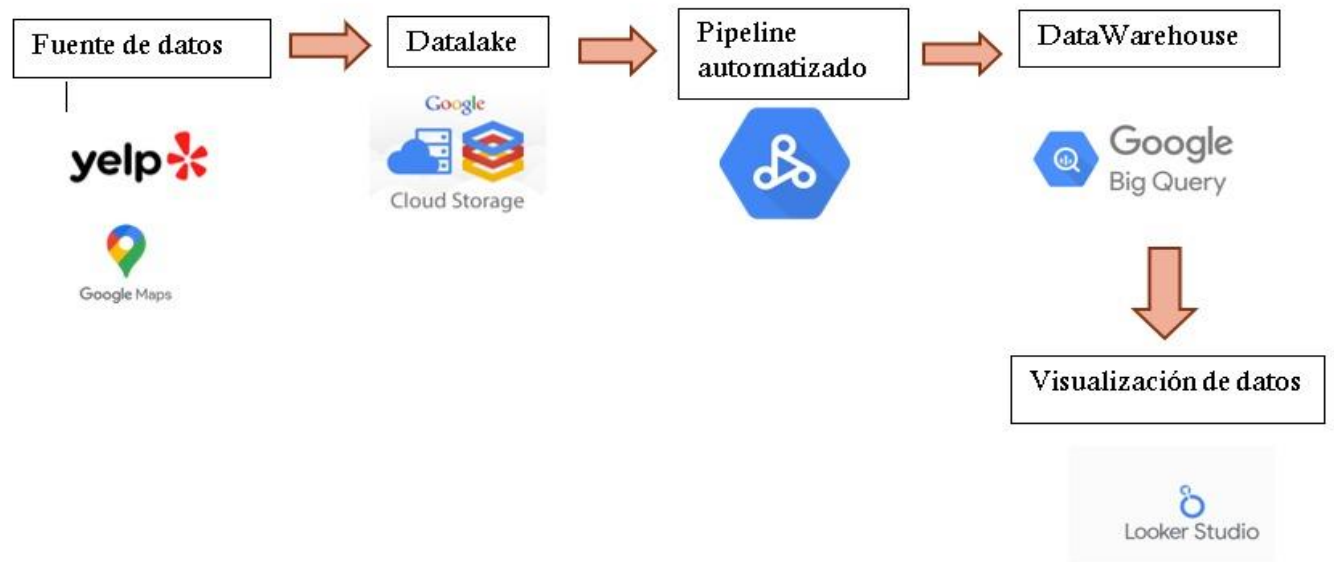 Fuente de datos
Datalake
Pipeline
automatizado
DataWarehouse
yelp
Google Maps
Google
Cloud Storage
Google
Big Query
Visualización de datos
Looker Studio